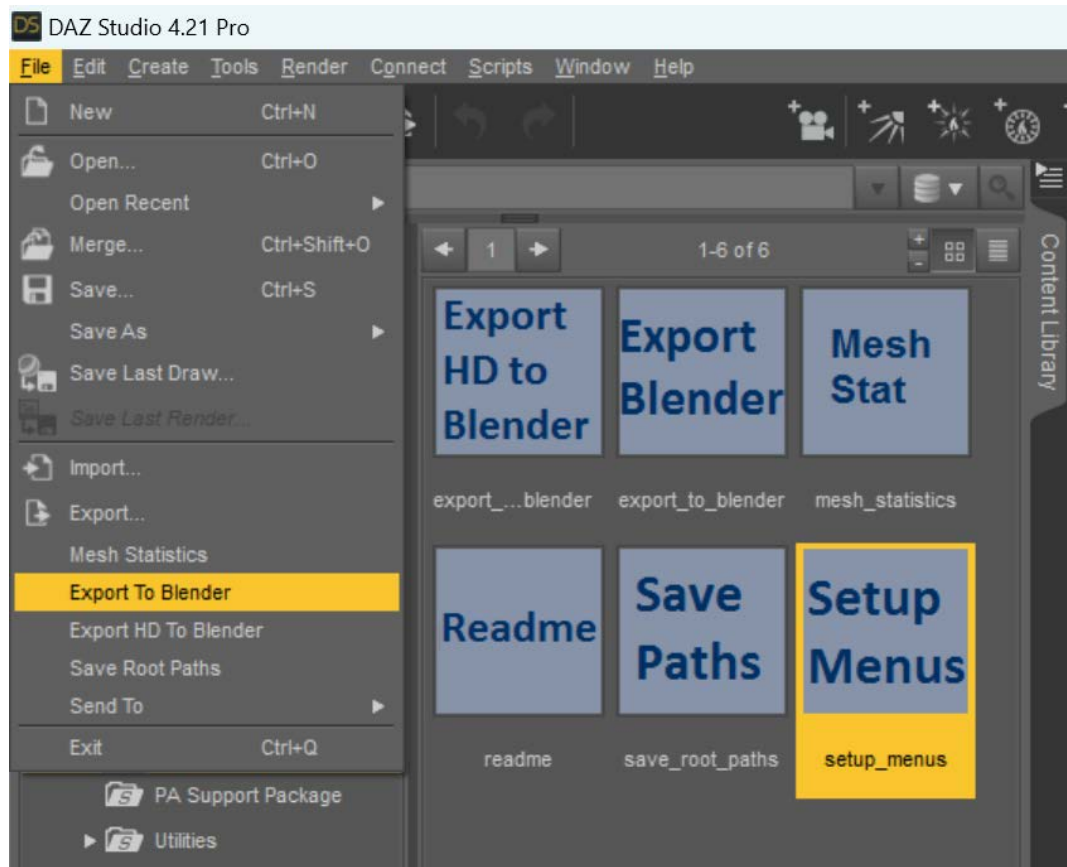 DS DAZ Studio 4.21 Pro
File Edit Create Tools Render Connect Scripts Window Help
New Ctrl+N
Open... Ctrl+O
Open Recent
Merge... Ctrl+Shift+O
Save... Ctrl+S
Save As
Save Last Draw...
Save Last Render...
Import...
Export...
Mesh Statistics
Export To Blender
Export HD To Blender
Save Root Paths
Send To
Exit Ctrl+Q
PA Support Package
Utilities
1
1-6 of 6
Content Library
Export
HD to
Blender
export_...blender
Export
Blender
export_to_blender
Mesh
Stat
mesh_statistics
Readme
readme
Save
Paths
save_root_paths
Setup
Menus
setup_menus